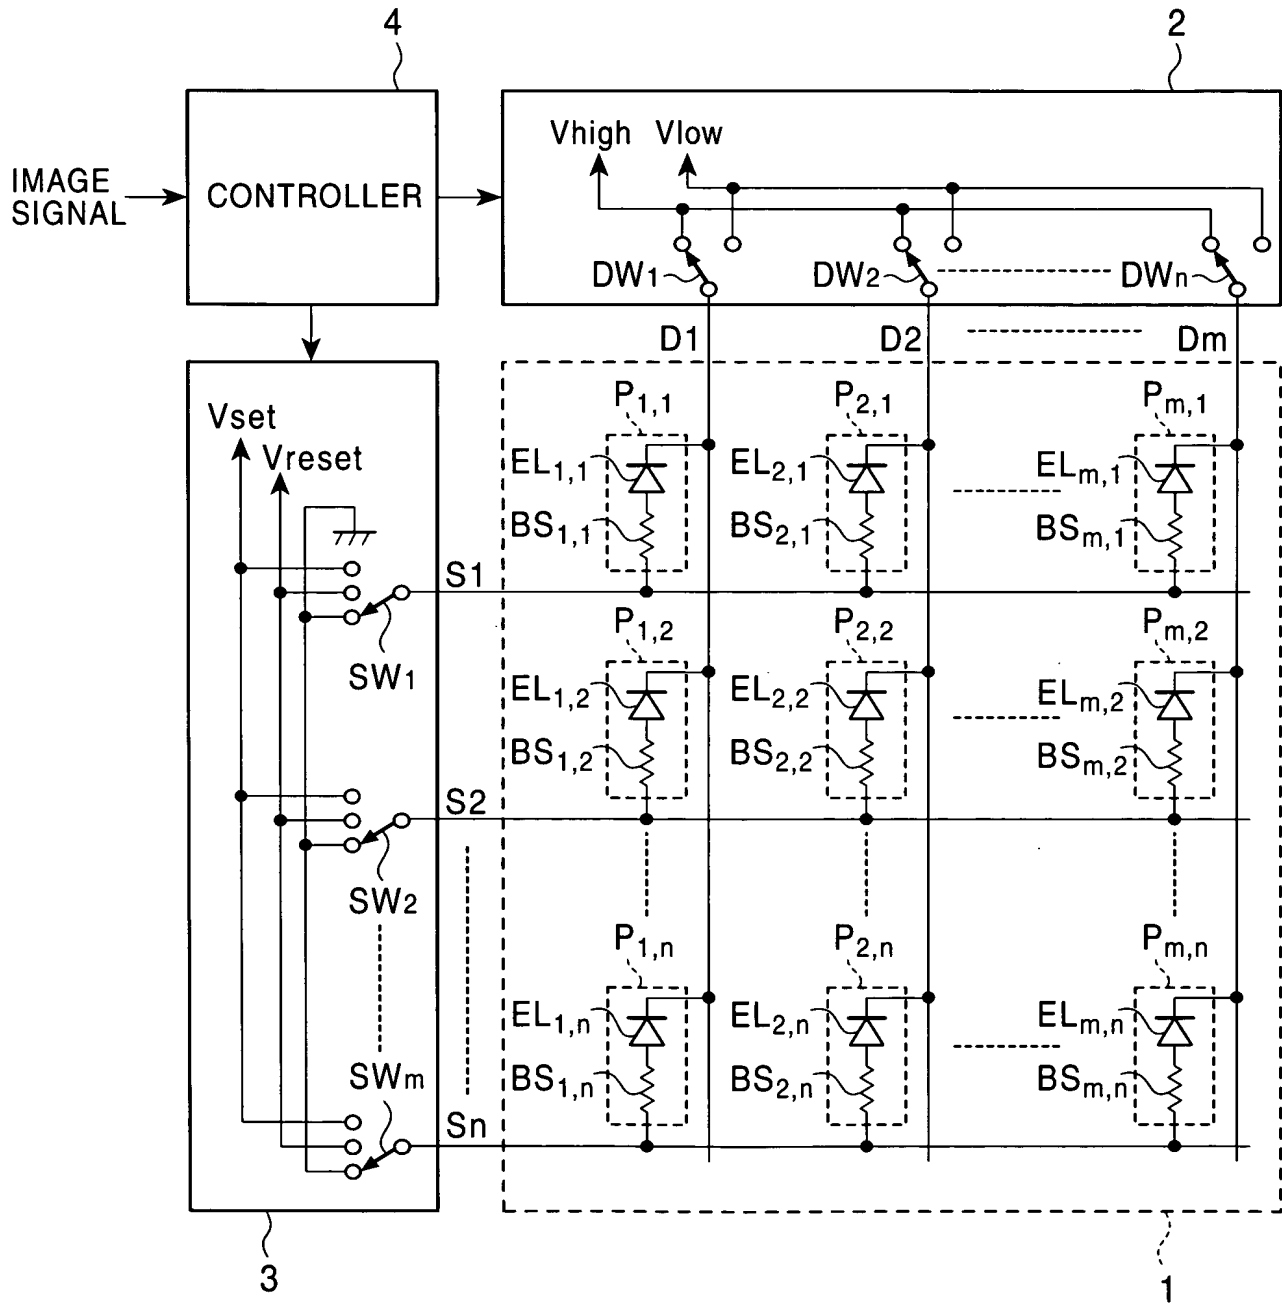 4
2
IMAGE
SIGNAL
CONTROLLER
Vhigh Vlow
DW1 DW2 DWn
D1 D2 Dm
Vset
Vreset
P1,1 P2,1 Pm,1
EL1,1 EL2,1 ELm,1
BS1,1 BS2,1 BSm,1
S1
SW1
P1,2 P2,2 Pm,2
EL1,2 EL2,2 ELm,2
BS1,2 BS2,2 BSm,2
S2
SW2
P1,n P2,n Pm,n
EL1,n EL2,n ELm,n
BS1,n BS2,n BSm,n
SWm
Sn
3
1